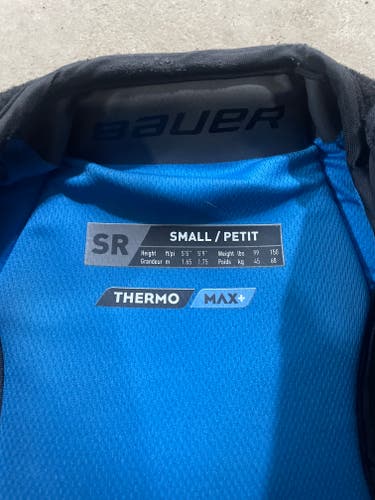 BAUER
SR SMALL / PETIT
Height ft/pi 5'5" 5'9" Weight lbs 99 150
Grandeur m 1.65 1.75 Poids kg 45 68
THERMO MAX+